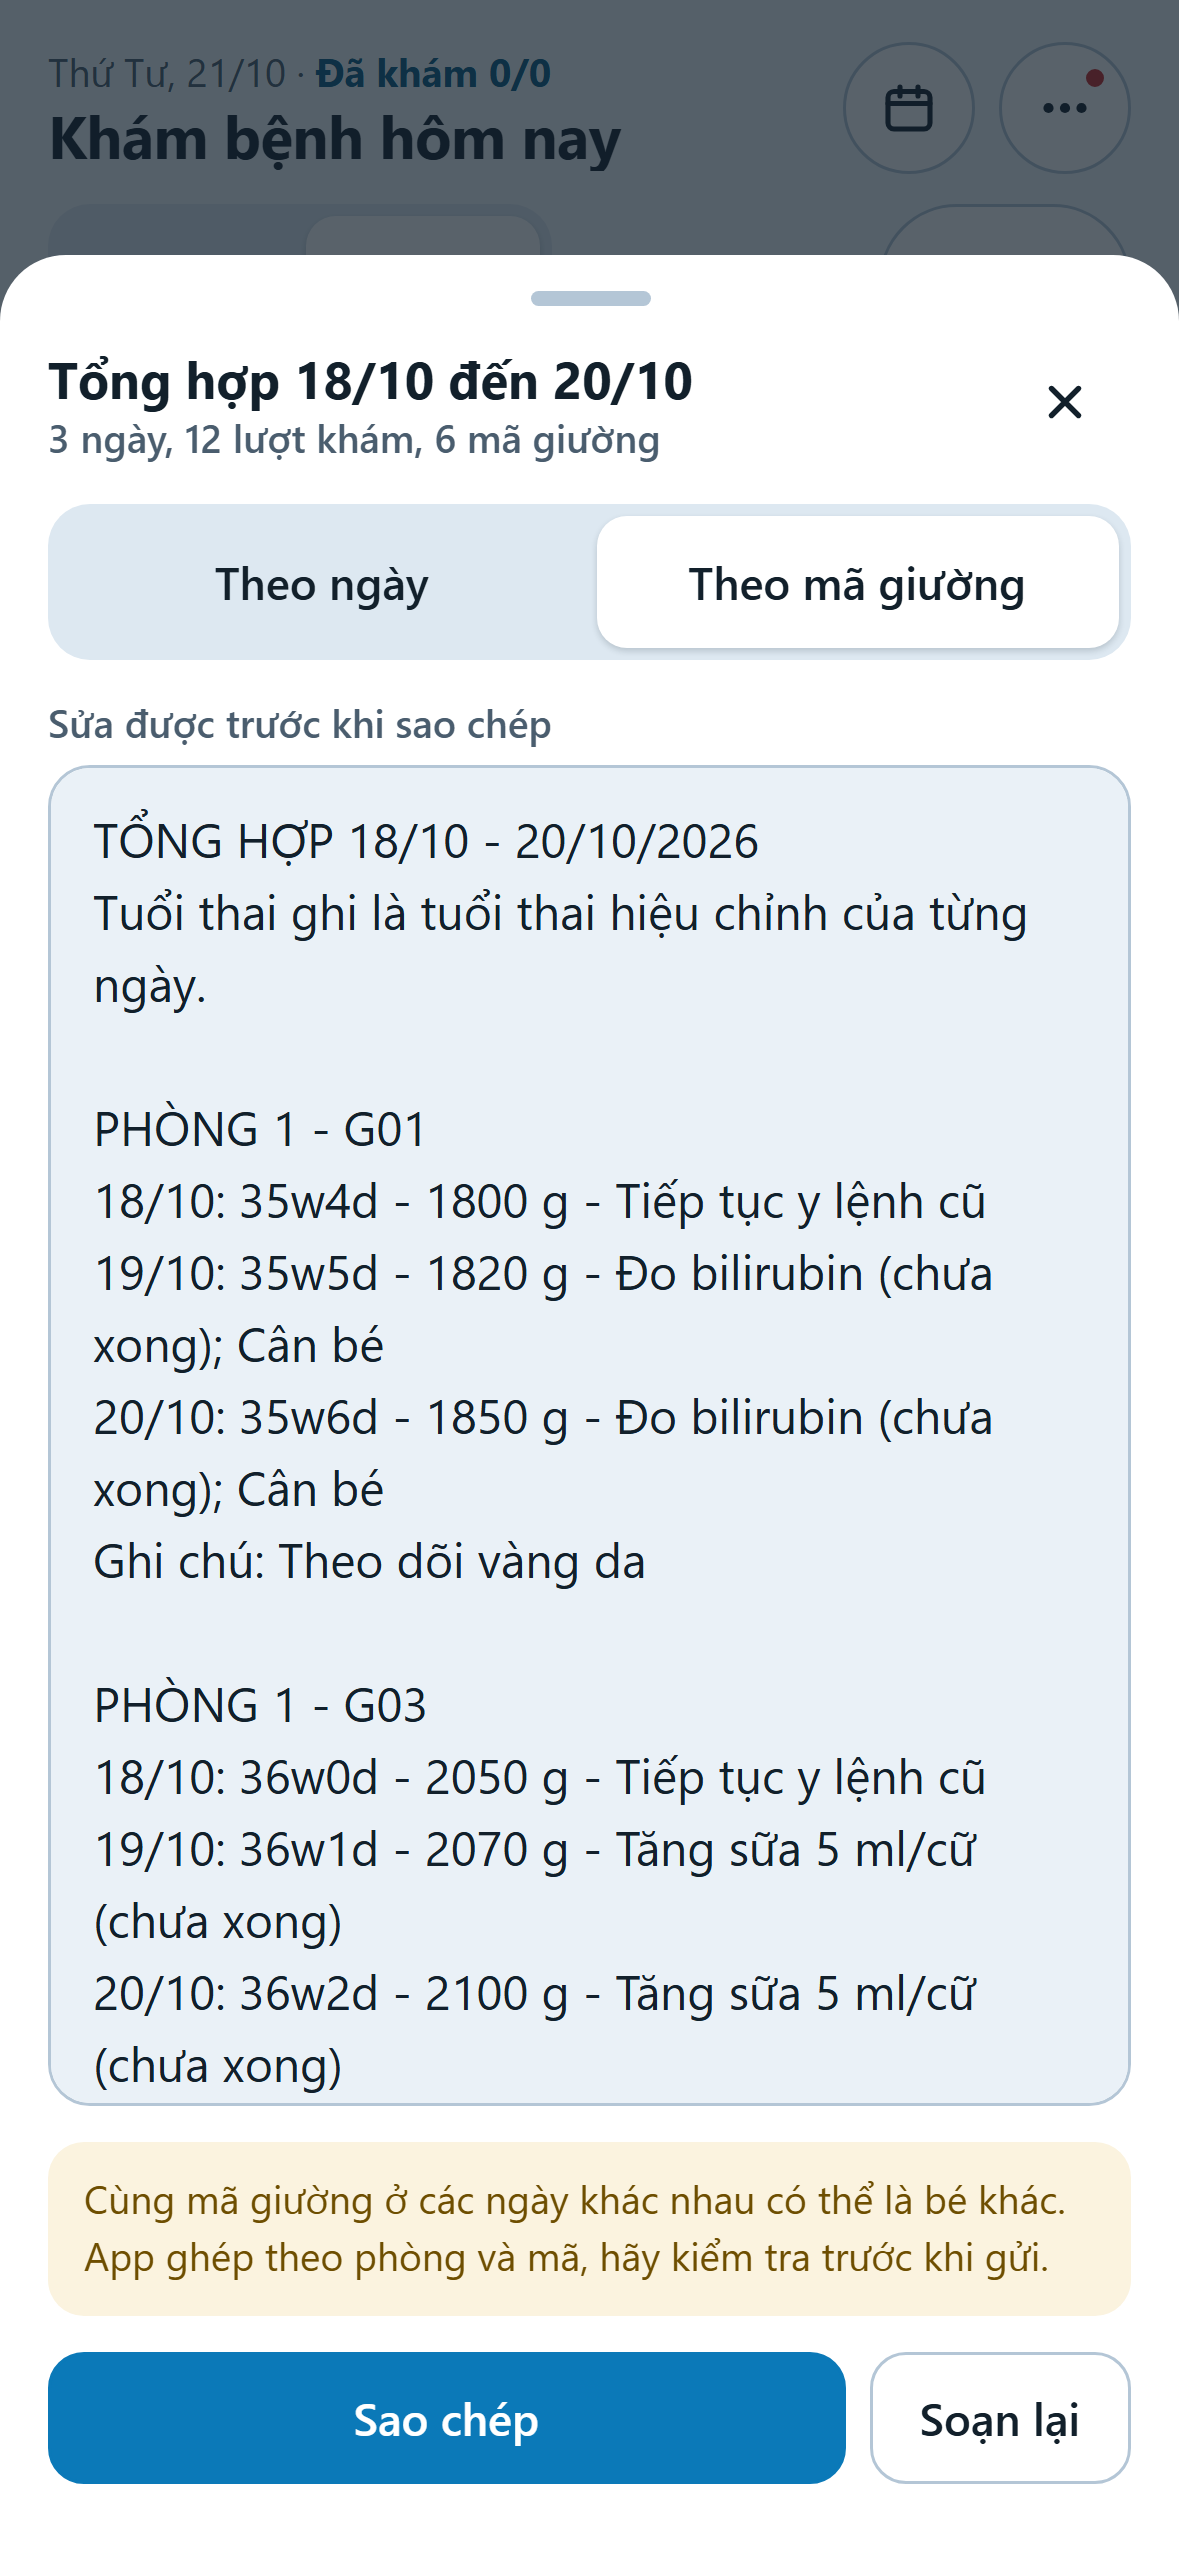 Thứ Tư, 21/10 · Đã khám 0/0
Khám bệnh hôm nay
Tổng hợp 18/10 đến 20/10
3 ngày, 12 lượt khám, 6 mã giường
Theo ngày
Theo mã giường
Sửa được trước khi sao chép
TỔNG HỢP 18/10 - 20/10/2026
Tuổi thai ghi là tuổi thai hiệu chỉnh của từng
ngày.
PHÒNG 1 - G01
18/10: 35w4d - 1800 g - Tiếp tục y lệnh cũ
19/10: 35w5d - 1820 g - Đo bilirubin (chưa
xong); Cân bé
20/10: 35w6d - 1850 g - Đo bilirubin (chưa
xong); Cân bé
Ghi chú: Theo dõi vàng da
PHÒNG 1 - G03
18/10: 36w0d - 2050 g - Tiếp tục y lệnh cũ
19/10: 36w1d - 2070 g - Tăng sữa 5 ml/cữ
(chưa xong)
20/10: 36w2d - 2100 g - Tăng sữa 5 ml/cữ
(chưa xong)
Cùng mã giường ở các ngày khác nhau có thể là bé khác.
App ghép theo phòng và mã, hãy kiểm tra trước khi gửi.
Sao chép
Soạn lại